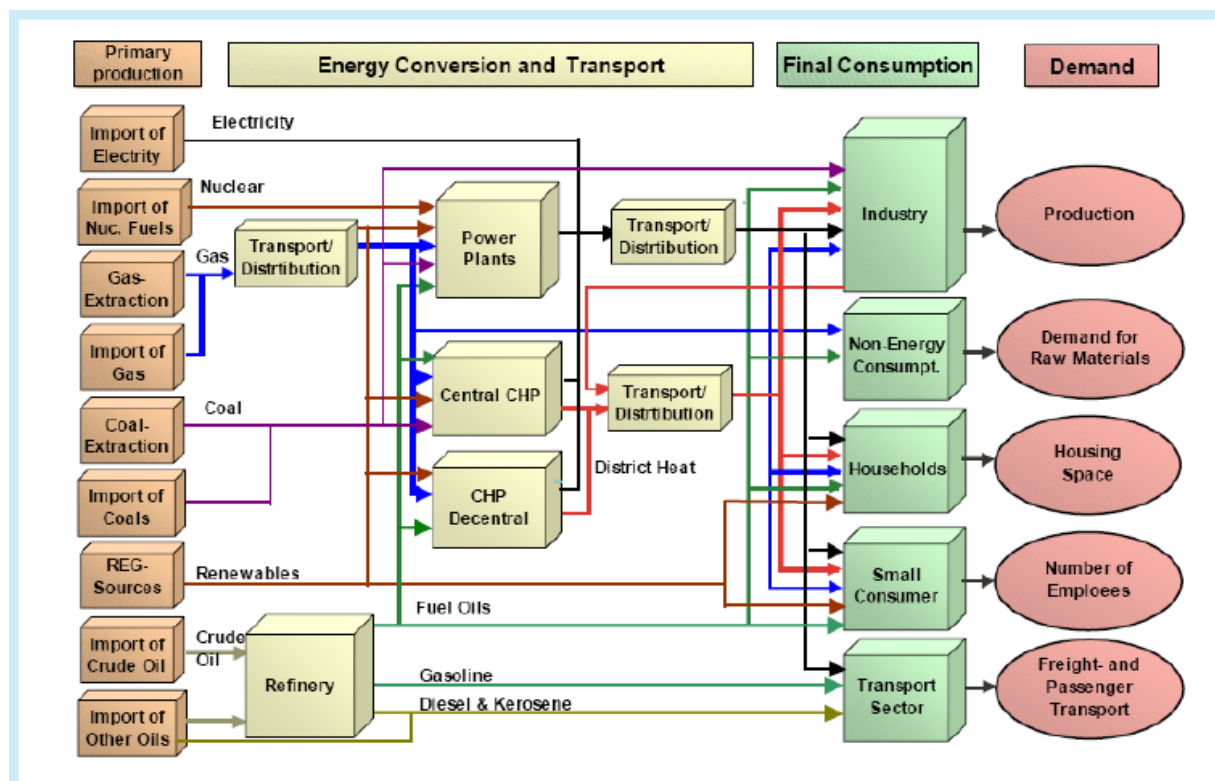 Primary
production
Energy Conversion and Transport
Final Consumption
Demand
Import of
Electrity
Electricity
Import of
Nuc. Fuels
Nuclear
Gas-
Extraction
Gas
Import of
Gas
Coal-
Extraction
Coal
Import of
Coals
REG-
Sources
Renewables
Import of
Crude Oil
Crude
Oil
Import of
Other Oils
Transport/
Distrtibution
Power
Plants
Transport/
Distrtibution
Central CHP
Transport/
Distrtibution
District Heat
CHP
Decentral
Fuel Oils
Refinery
Gasoline
Diesel & Kerosene
Industry
Non-Energy
Consumpt.
Households
Small
Consumer
Transport
Sector
Production
Demand for
Raw Materials
Housing
Space
Number of
Emploees
Freight- and
Passenger
Transport